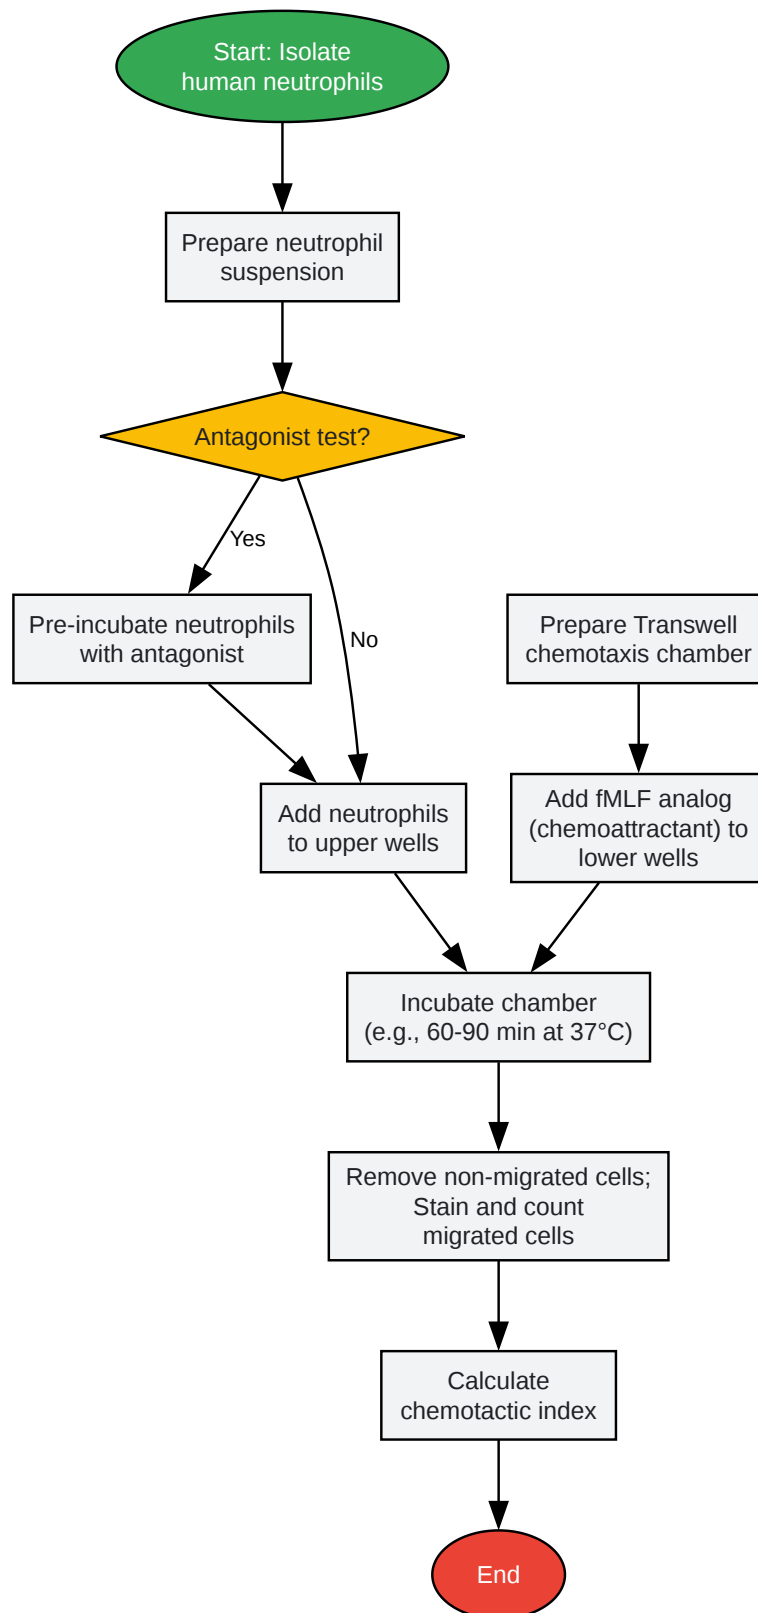 Start: Isolate
human neutrophils
Prepare neutrophil
suspension
Antagonist test?
Yes
No
Pre-incubate neutrophils
with antagonist
Prepare Transwell
chemotaxis chamber
Add neutrophils
to upper wells
Add fMLF analog
(chemoattractant) to
lower wells
Incubate chamber
(e.g., 60-90 min at 37°C)
Remove non-migrated cells;
Stain and count
migrated cells
Calculate
chemotactic index
End